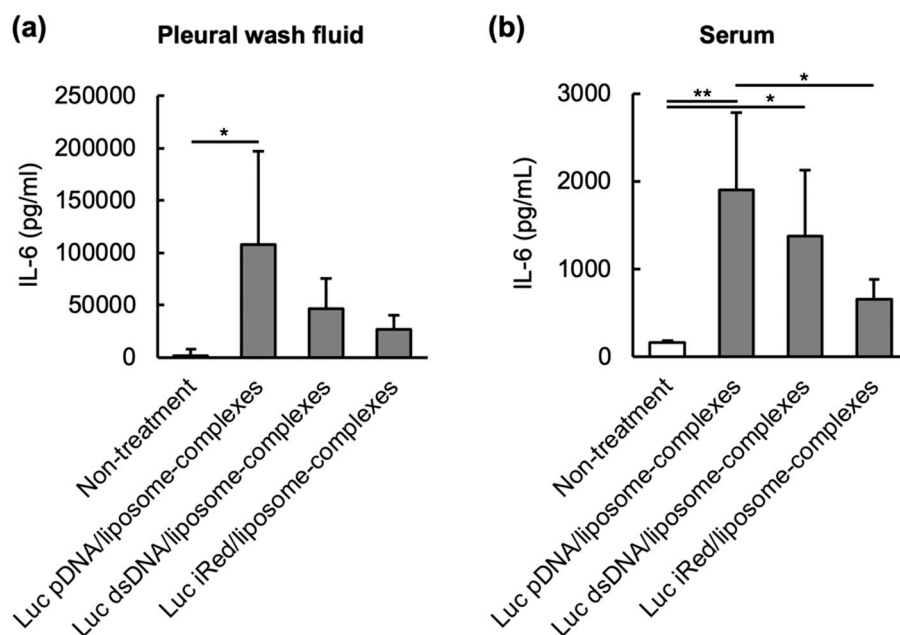 (a)
Pleural wash fluid
250000
200000
150000
100000
50000
0
IL-6 (pg/ml)
*
Non-treatment
Luc pDNA/liposome-complexes
Luc dsDNA/liposome-complexes
Luc iRed/liposome-complexes
(b)
Serum
3000
2000
1000
0
IL-6 (pg/mL)
**
*
*
Non-treatment
Luc pDNA/liposome-complexes
Luc dsDNA/liposome-complexes
Luc iRed/liposome-complexes